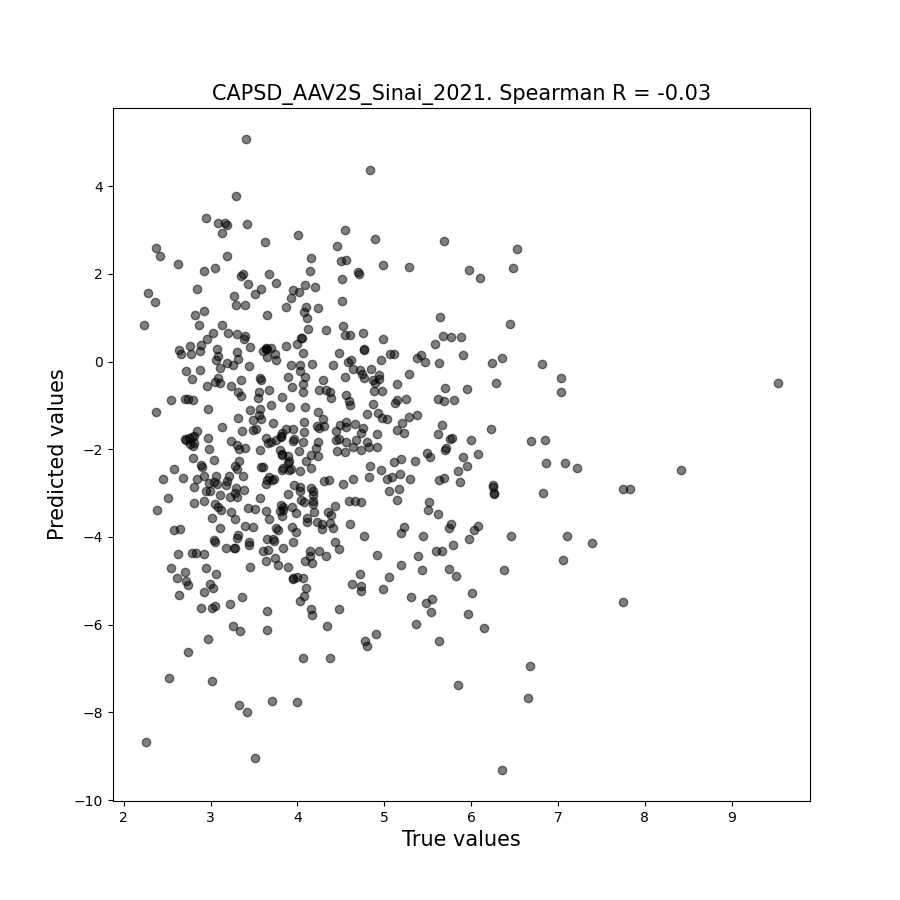 CAPSD_AAV2S_Sinai_2021. Spearman R = -0.03
Predicted values
4
2
0
−2
−4
−6
−8
−10
2 3 4 5 6 7 8 9
True values